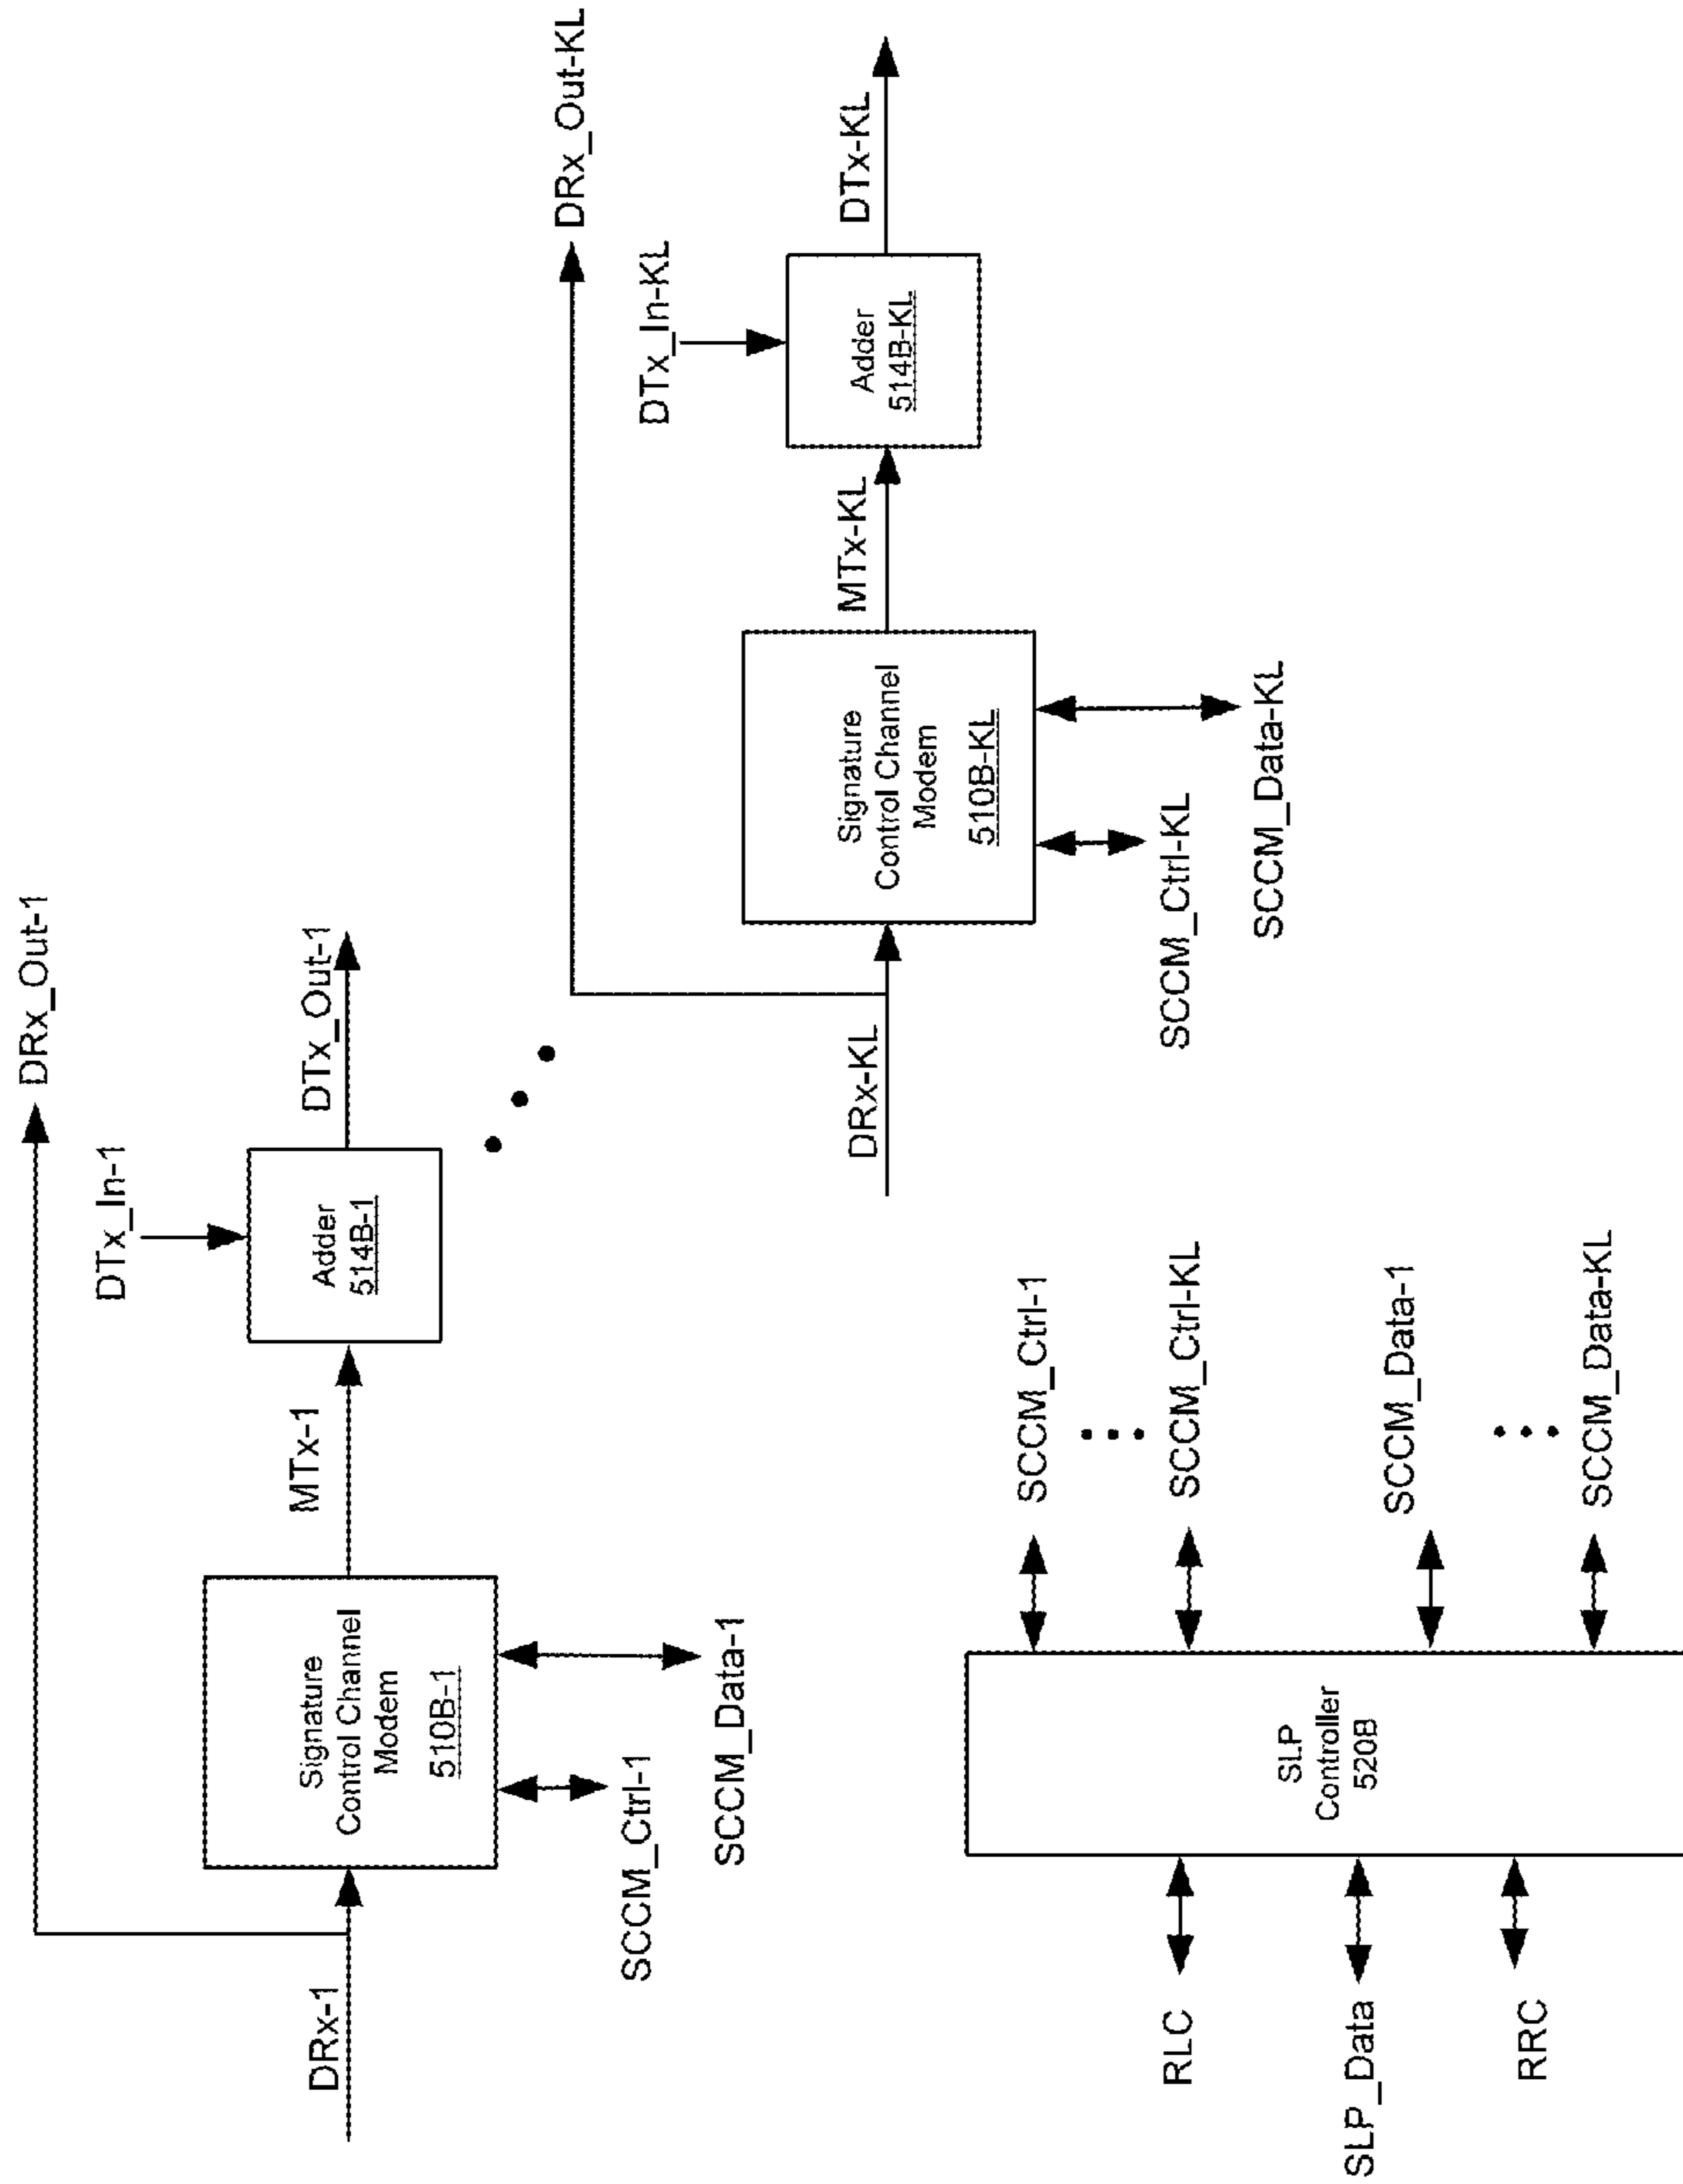 DRx_Out-1
DTx_In-1
DRx-1
Signature
Control Channel
Modem
510B-1
MTx-1
Adder
514B-1
DTx_Out-1
SCCM_Ctrl-1
SCCM_Data-1
DRx_Out-KL
DTx_In-KL
DRx-KL
Signature
Control Channel
Modem
510B-KL
MTx-KL
Adder
514B-KL
DTx-KL
SCCM_Ctrl-KL
SCCM_Data-KL
RLC
SLP_Data
RRC
SLP
Controller
520B
SCCM_Ctrl-1
SCCM_Ctrl-KL
SCCM_Data-1
SCCM_Data-KL